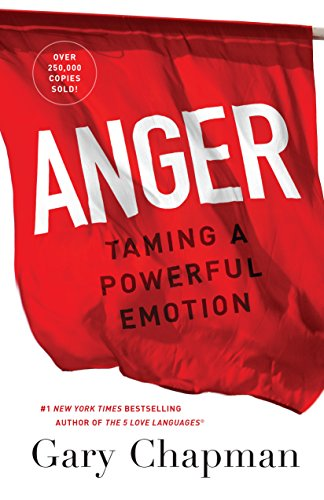 OVER
250,000
COPIES
SOLD!
ANGER
TAMING A
POWERFUL
EMOTION
#1 NEW YORK TIMES BESTSELLING
AUTHOR OF THE 5 LOVE LANGUAGES®
Gary Chapman